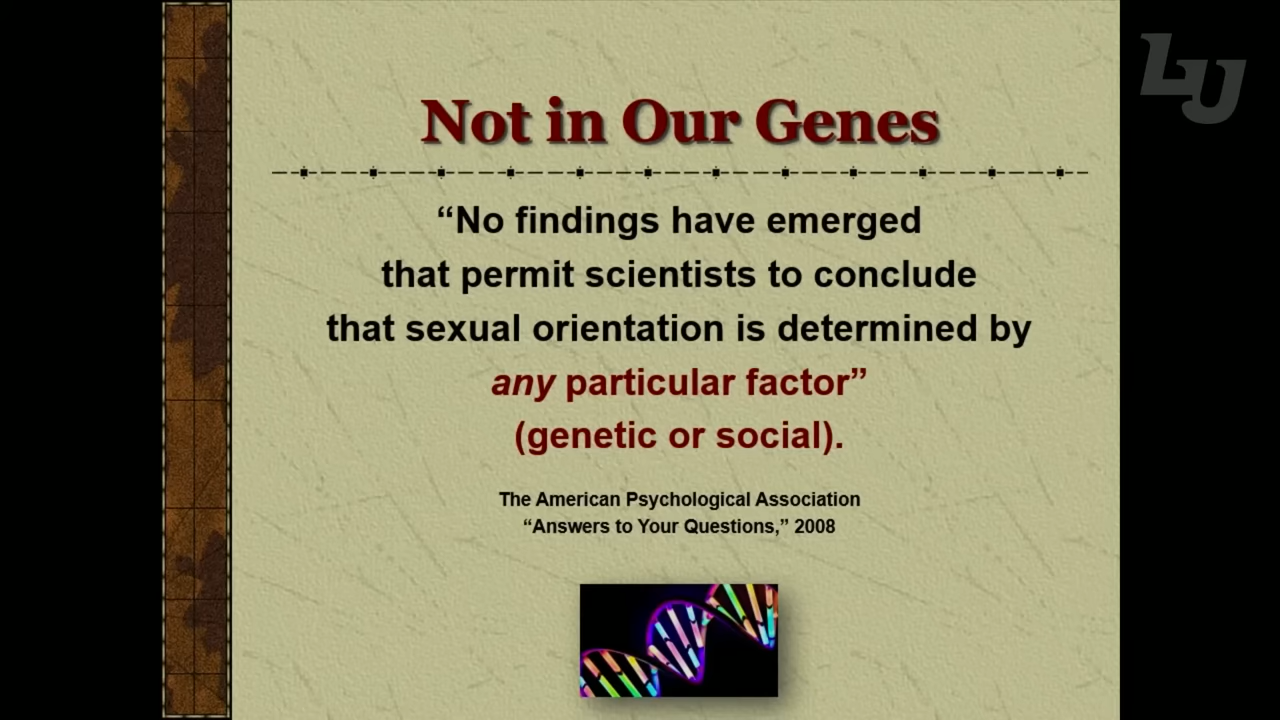 LU
Not in Our Genes
“No findings have emerged
that permit scientists to conclude
that sexual orientation is determined by
any particular factor”
(genetic or social).
The American Psychological Association
“Answers to Your Questions,” 2008